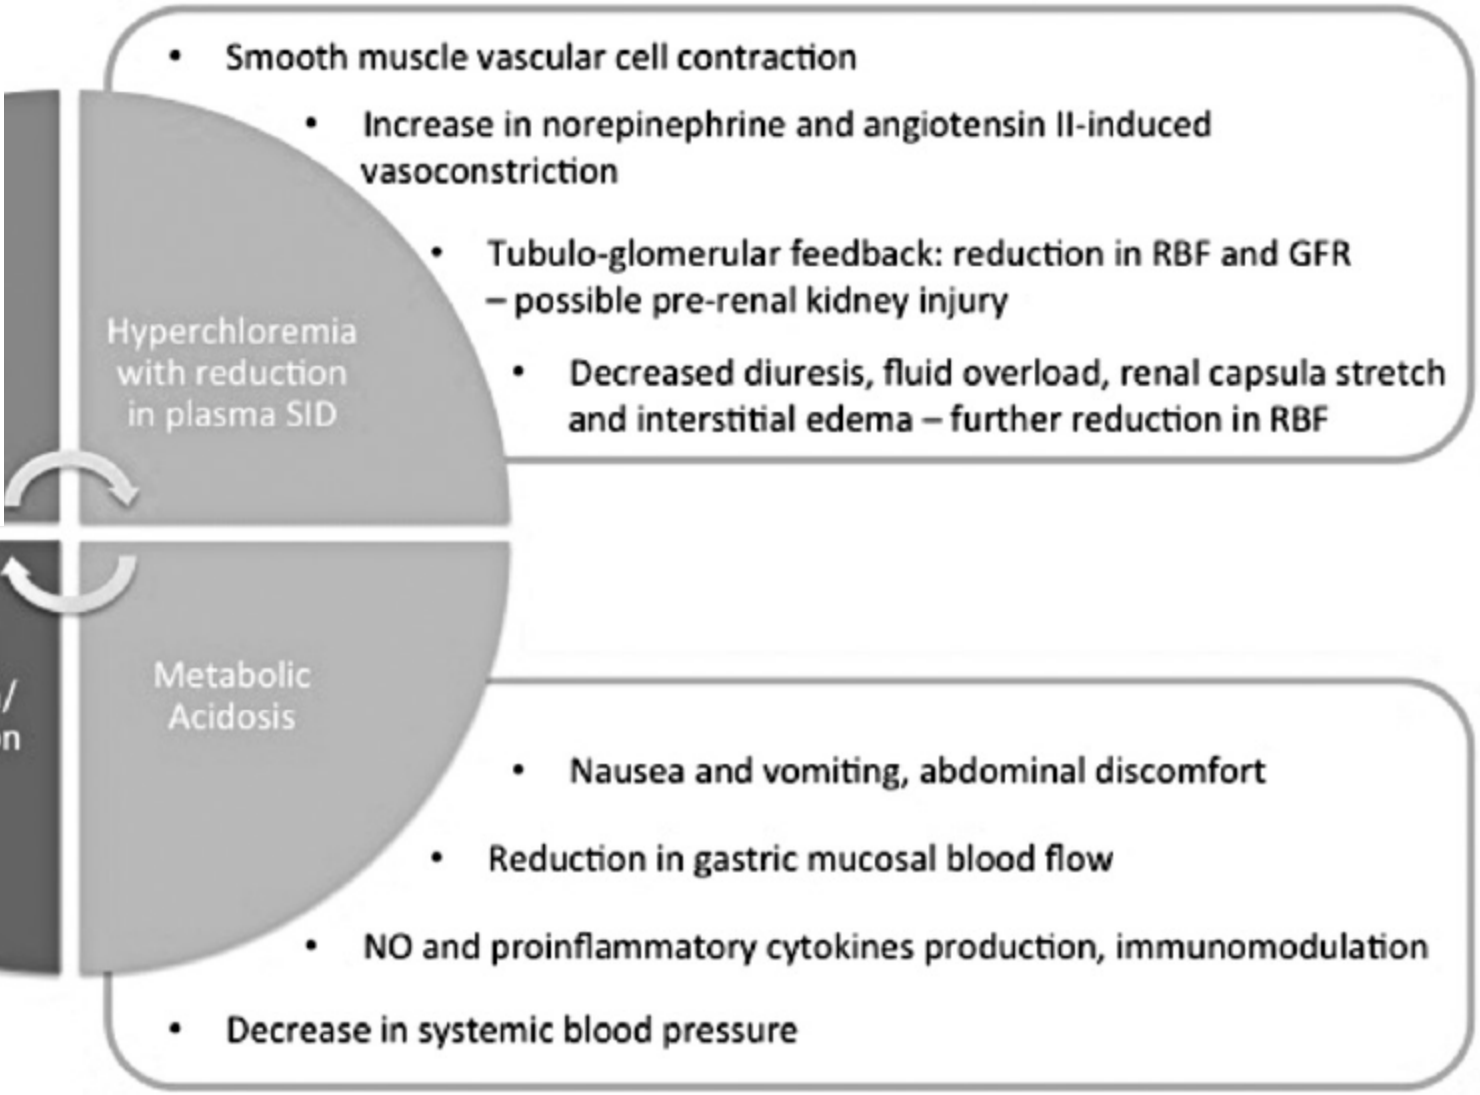 • Smooth muscle vascular cell contraction
• Increase in norepinephrine and angiotensin II-induced
vasoconstriction
• Tubulo-glomerular feedback: reduction in RBF and GFR
– possible pre-renal kidney injury
• Decreased diuresis, fluid overload, renal capsula stretch
and interstitial edema – further reduction in RBF
Hyperchloremia
with reduction
in plasma SID
Metabolic
Acidosis
/
n
• Nausea and vomiting, abdominal discomfort
• Reduction in gastric mucosal blood flow
• NO and proinflammatory cytokines production, immunomodulation
• Decrease in systemic blood pressure